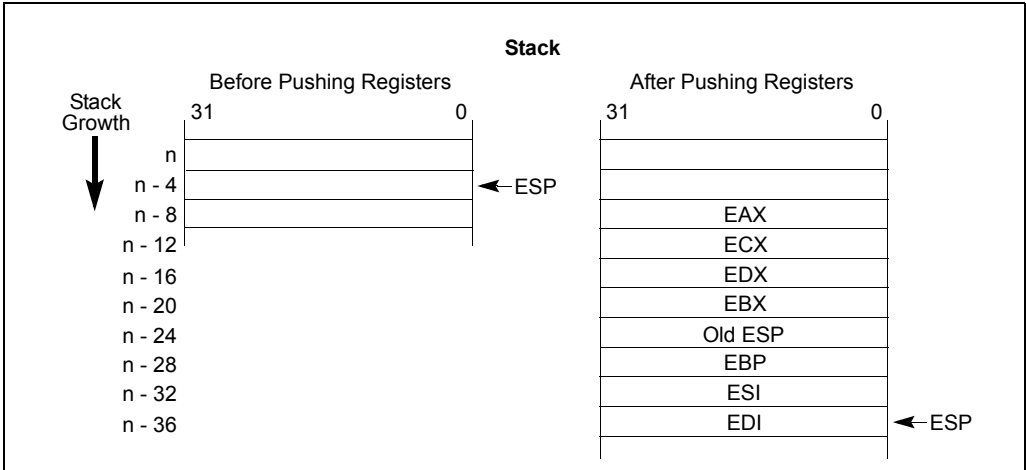 Stack
Before Pushing Registers
After Pushing Registers
Stack
Growth
31 0
31 0
n
n - 4
ESP
n - 8
EAX
n - 12
ECX
n - 16
EDX
n - 20
EBX
n - 24
Old ESP
n - 28
EBP
n - 32
ESI
n - 36
EDI
ESP